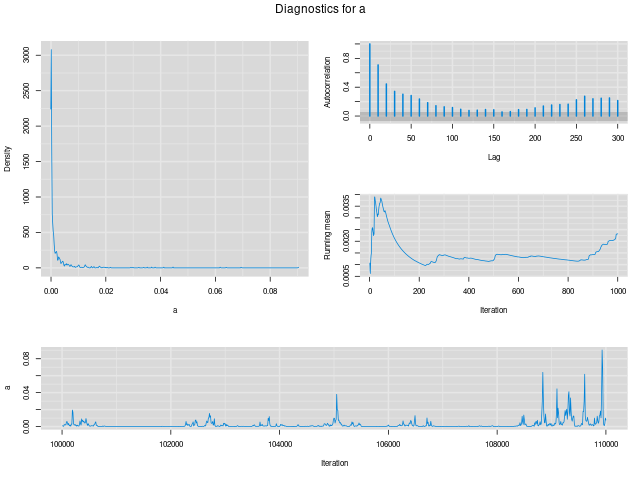 Diagnostics for a
Density
3000
2500
2000
1500
1000
500
0
0.00 0.02 0.04 0.06 0.08
a
Autocorrelation
0.8
0.4
0.0
0 50 100 150 200 250 300
Lag
Running mean
0.0035
0.0020
0.0005
0 200 400 600 800 1000
Iteration
a
0.08
0.04
0.00
100000 102000 104000 106000 108000 110000
Iteration